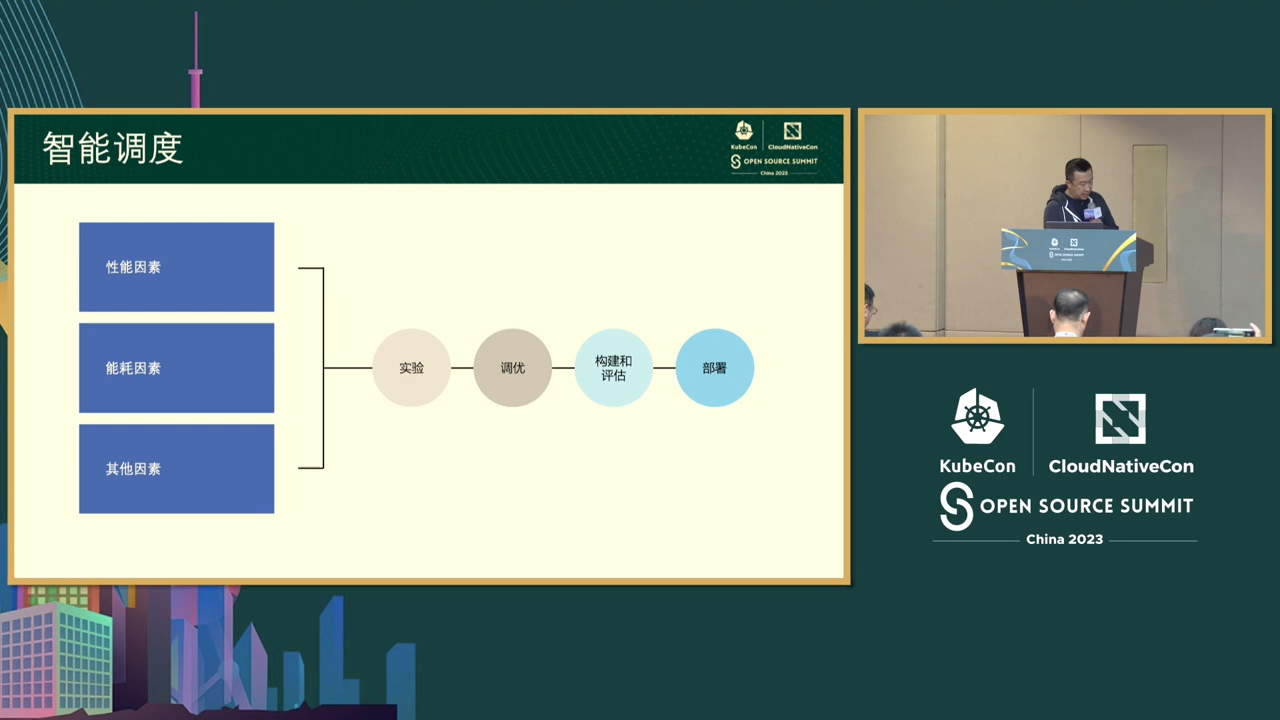 智能调度
KubeCon
CloudNativeCon
OPEN SOURCE SUMMIT
China 2023
性能因素
能耗因素
其他因素
实验
调优
构建和
评估
部署
KubeCon
CloudNativeCon
OPEN SOURCE SUMMIT
China 2023